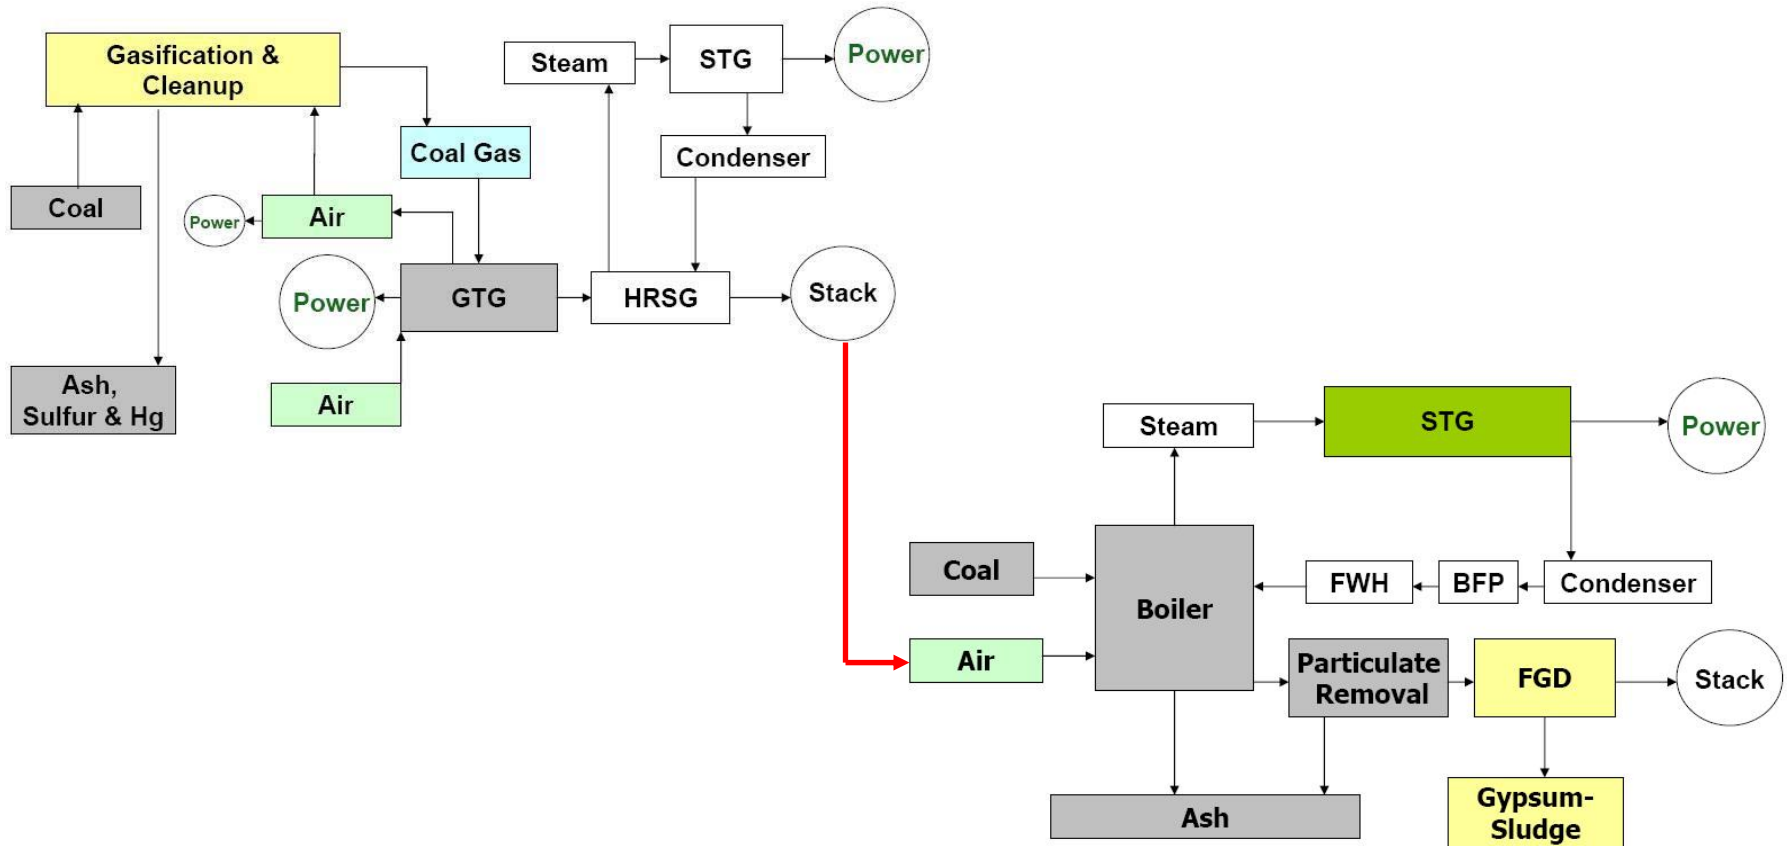 Gasification &
Cleanup
Steam
STG
Power
Coal Gas
Condenser
Coal
Power
Air
Power
GTG
HRSG
Stack
Ash,
Sulfur & Hg
Air
Steam
STG
Power
Coal
Boiler
FWH
BFP
Condenser
Air
Particulate
Removal
FGD
Stack
Ash
Gypsum-
Sludge